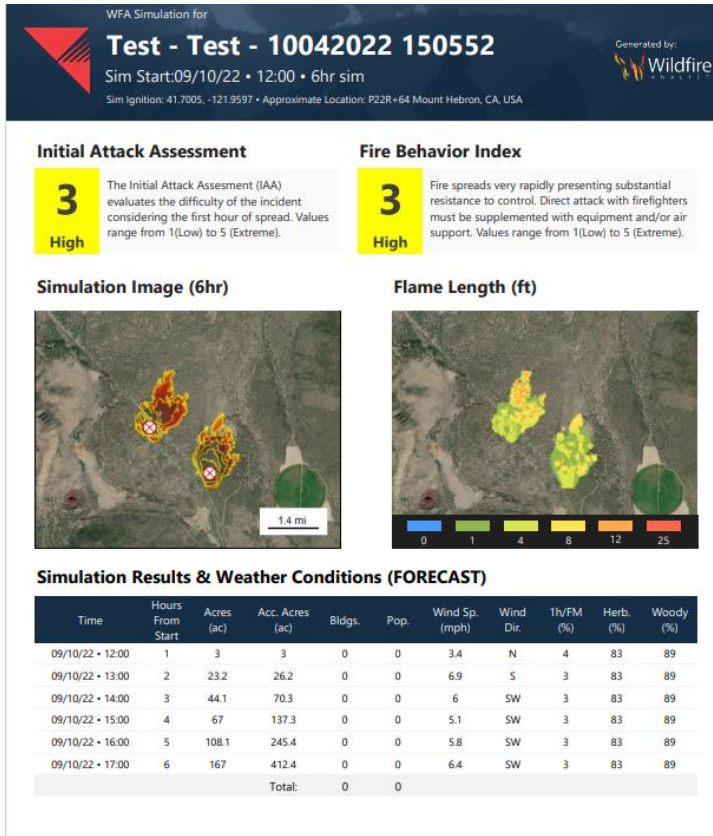 WFA Simulation for
Test - Test - 10042022 150552
Sim Start:09/10/22 • 12:00 • 6hr sim
Sim Ignition: 41.7005, -121.9597 • Approximate Location: P22R+64 Mount Hebron, CA, USA
Generated by:
Wildfire
ANALYST
Initial Attack Assessment
3
High
The Initial Attack Assesment (IAA)
evaluates the difficulty of the incident
considering the first hour of spread. Values
range from 1(Low) to 5 (Extreme).
Fire Behavior Index
3
High
Fire spreads very rapidly presenting substantial
resistance to control. Direct attack with firefighters
must be supplemented with equipment and/or air
support. Values range from 1(Low) to 5 (Extreme).
Simulation Image (6hr)
1.4 mi
Flame Length (ft)
0 1 4 8 12 25
Simulation Results & Weather Conditions (FORECAST)
Time Hours From Start Acres (ac) Acc. Acres (ac) Bldgs. Pop. Wind Sp. (mph) Wind Dir. 1h/FM (%) Herb. (%) Woody (%)
09/10/22 • 12:00 1 3 3 0 0 3.4 N 4 83 89
09/10/22 • 13:00 2 23.2 26.2 0 0 6.9 S 3 83 89
09/10/22 • 14:00 3 44.1 70.3 0 0 6 SW 3 83 89
09/10/22 • 15:00 4 67 137.3 0 0 5.1 SW 3 83 89
09/10/22 • 16:00 5 108.1 245.4 0 0 5.8 SW 3 83 89
09/10/22 • 17:00 6 167 412.4 0 0 6.4 SW 3 83 89
Total: 0 0